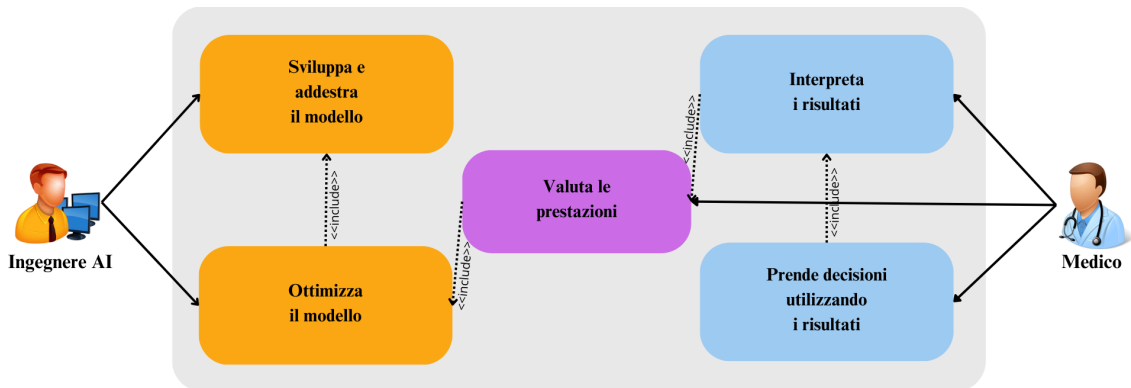 Sviluppa e
addestra
il modello
Interpreta
i risultati
<<include>>
<<include>>
<<include>>
Valuta le
prestazioni
<<include>>
Ingegnere AI
Medico
Ottimizza
il modello
Prende decisioni
utilizzando
i risultati